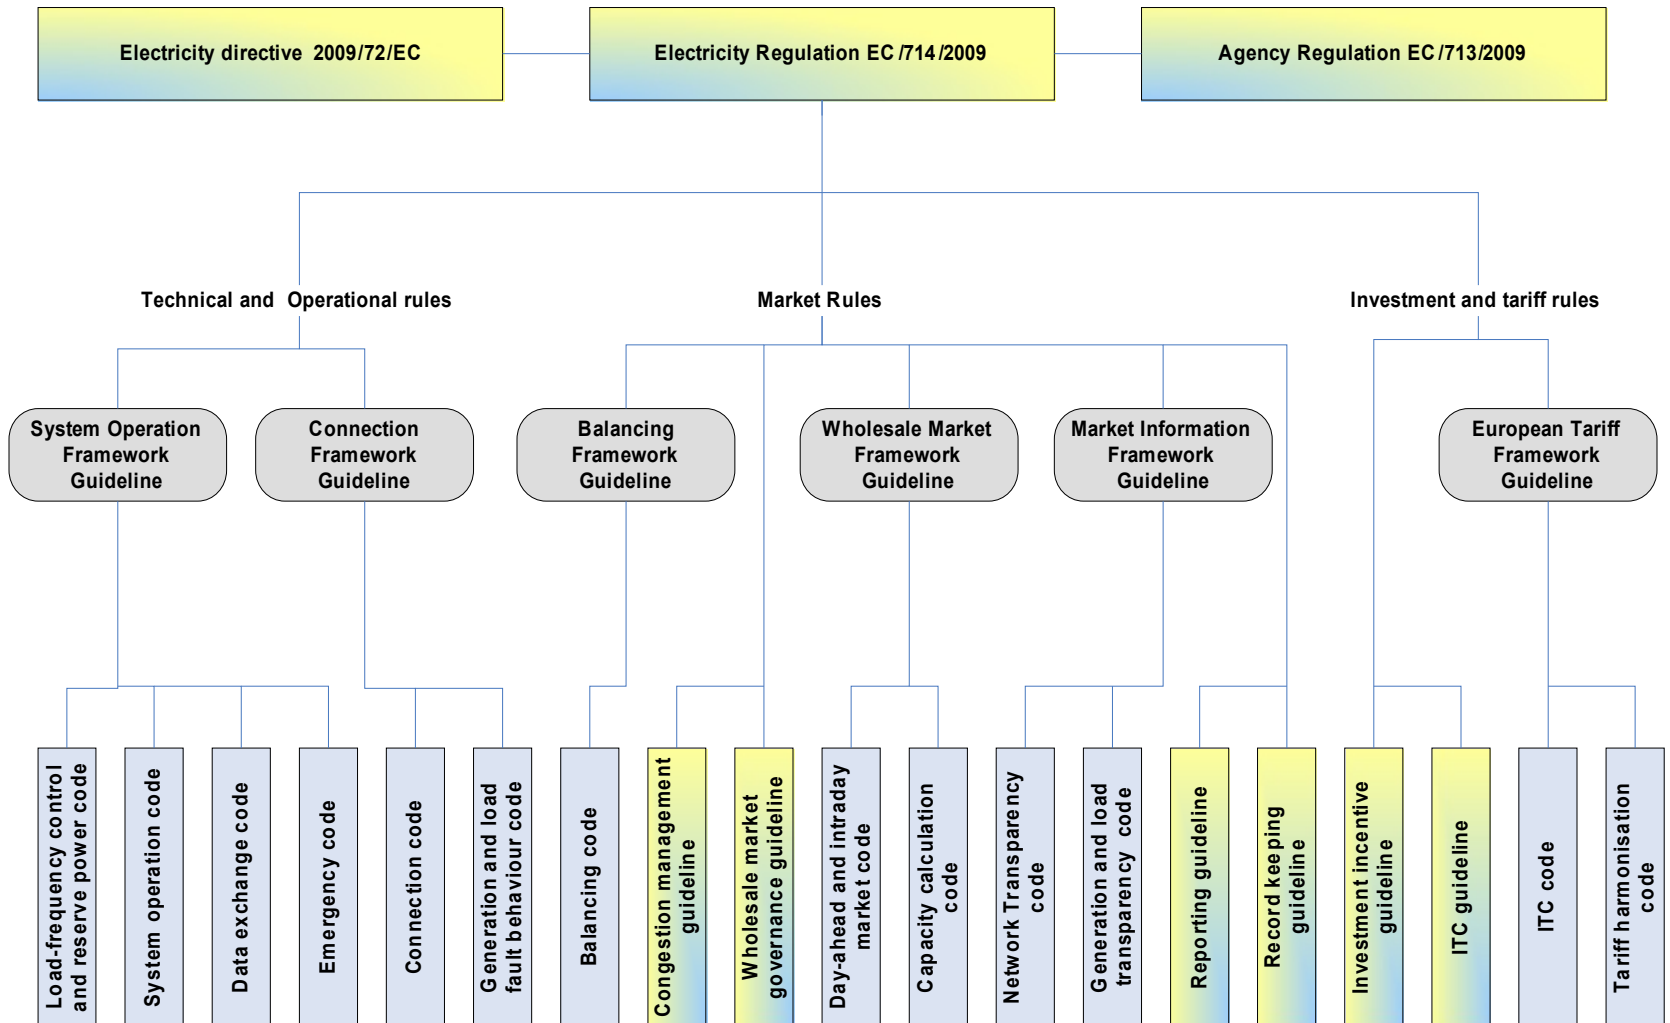 Electricity directive 2009/72/EC
Electricity Regulation EC/714/2009
Agency Regulation EC/713/2009
Technical and Operational rules
Market Rules
Investment and tariff rules
System Operation
Framework
Guideline
Connection
Framework
Guideline
Balancing
Framework
Guideline
Wholesale Market
Framework
Guideline
Market Information
Framework
Guideline
European Tariff
Framework
Guideline
Load-frequency control
and reserve power code
System operation code
Data exchange code
Emergency code
Connection code
Generation and load
fault behaviour code
Balancing code
Congestion management
guideline
Wholesale market
governance guideline
Day-ahead and intraday
market code
Capacity calculation
code
Network Transparency
code
Generation and load
transparency code
Reporting guideline
Record keeping
guideline
Investment incentive
guideline
ITC guideline
ITC code
Tariff harmonisation
code